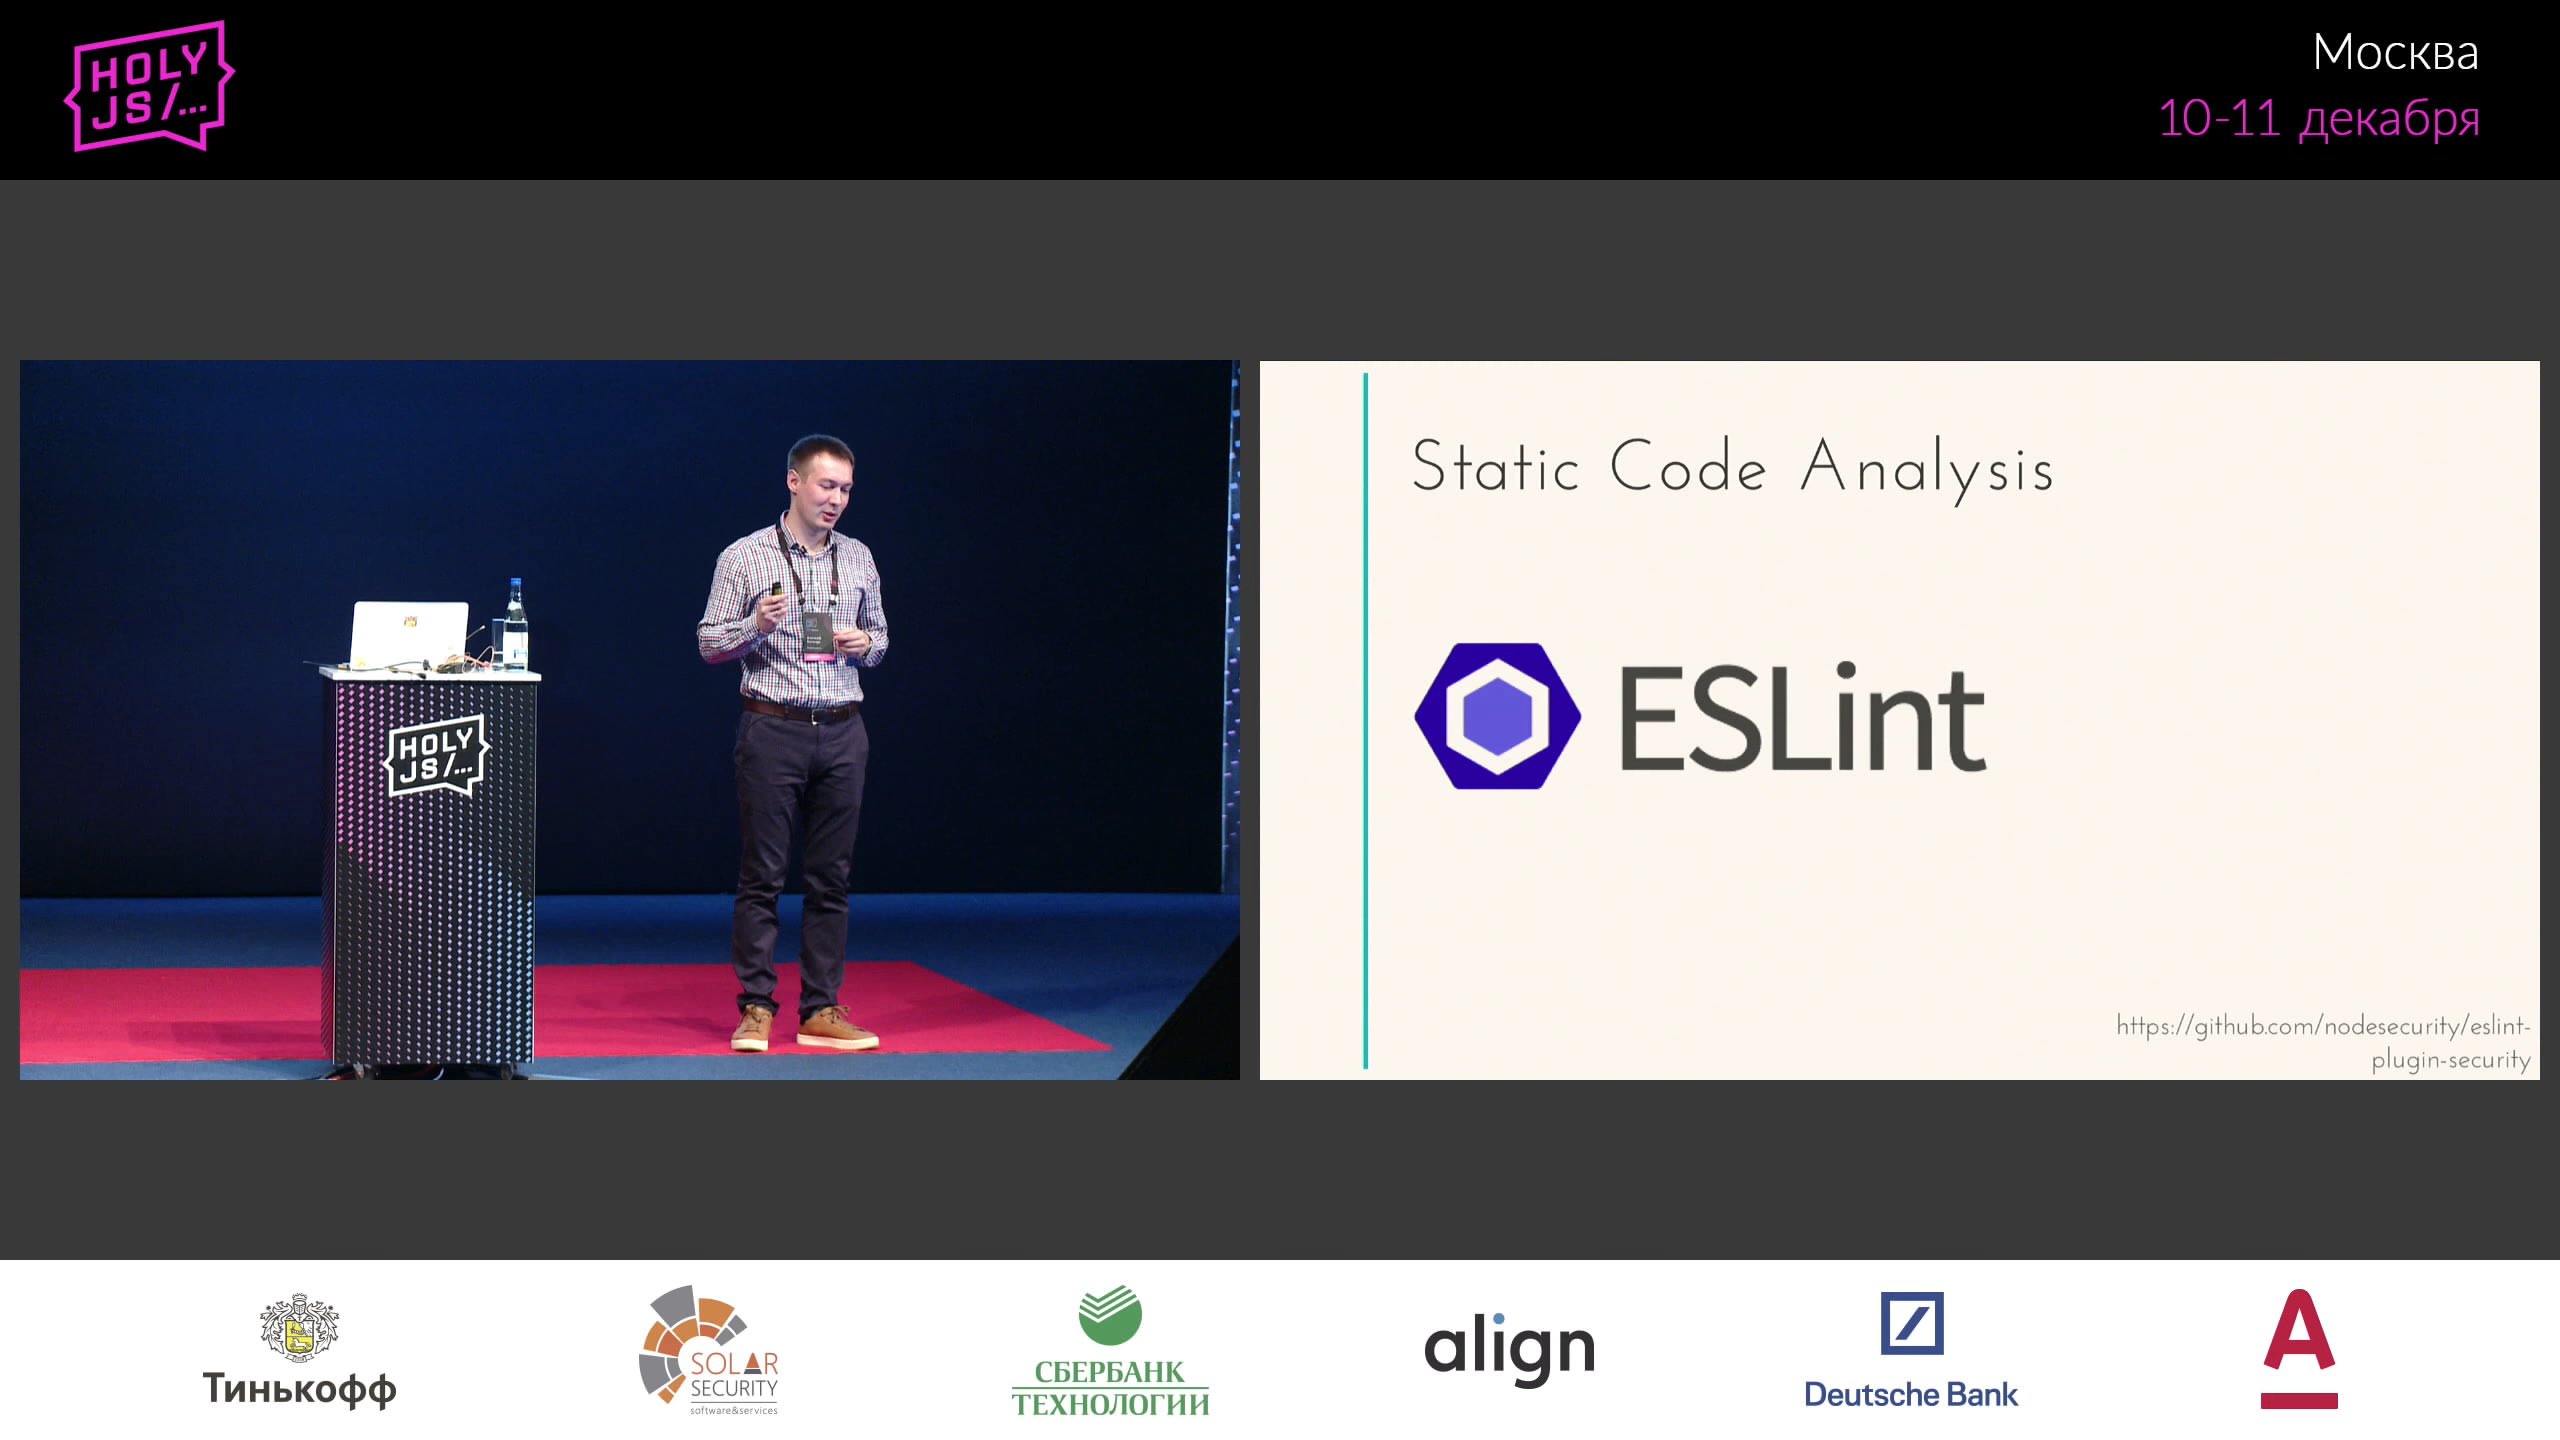 HOLY
JS/...
Москва
10-11 декабря
HOLY
JS/...
Static Code Analysis
ESLint
https://github.com/nodesecurity/eslint-
plugin-security
Тинькофф
SOLAR
SECURITY
software&services
СБЕРБАНК
ТЕХНОЛОГИИ
align
Deutsche Bank
А